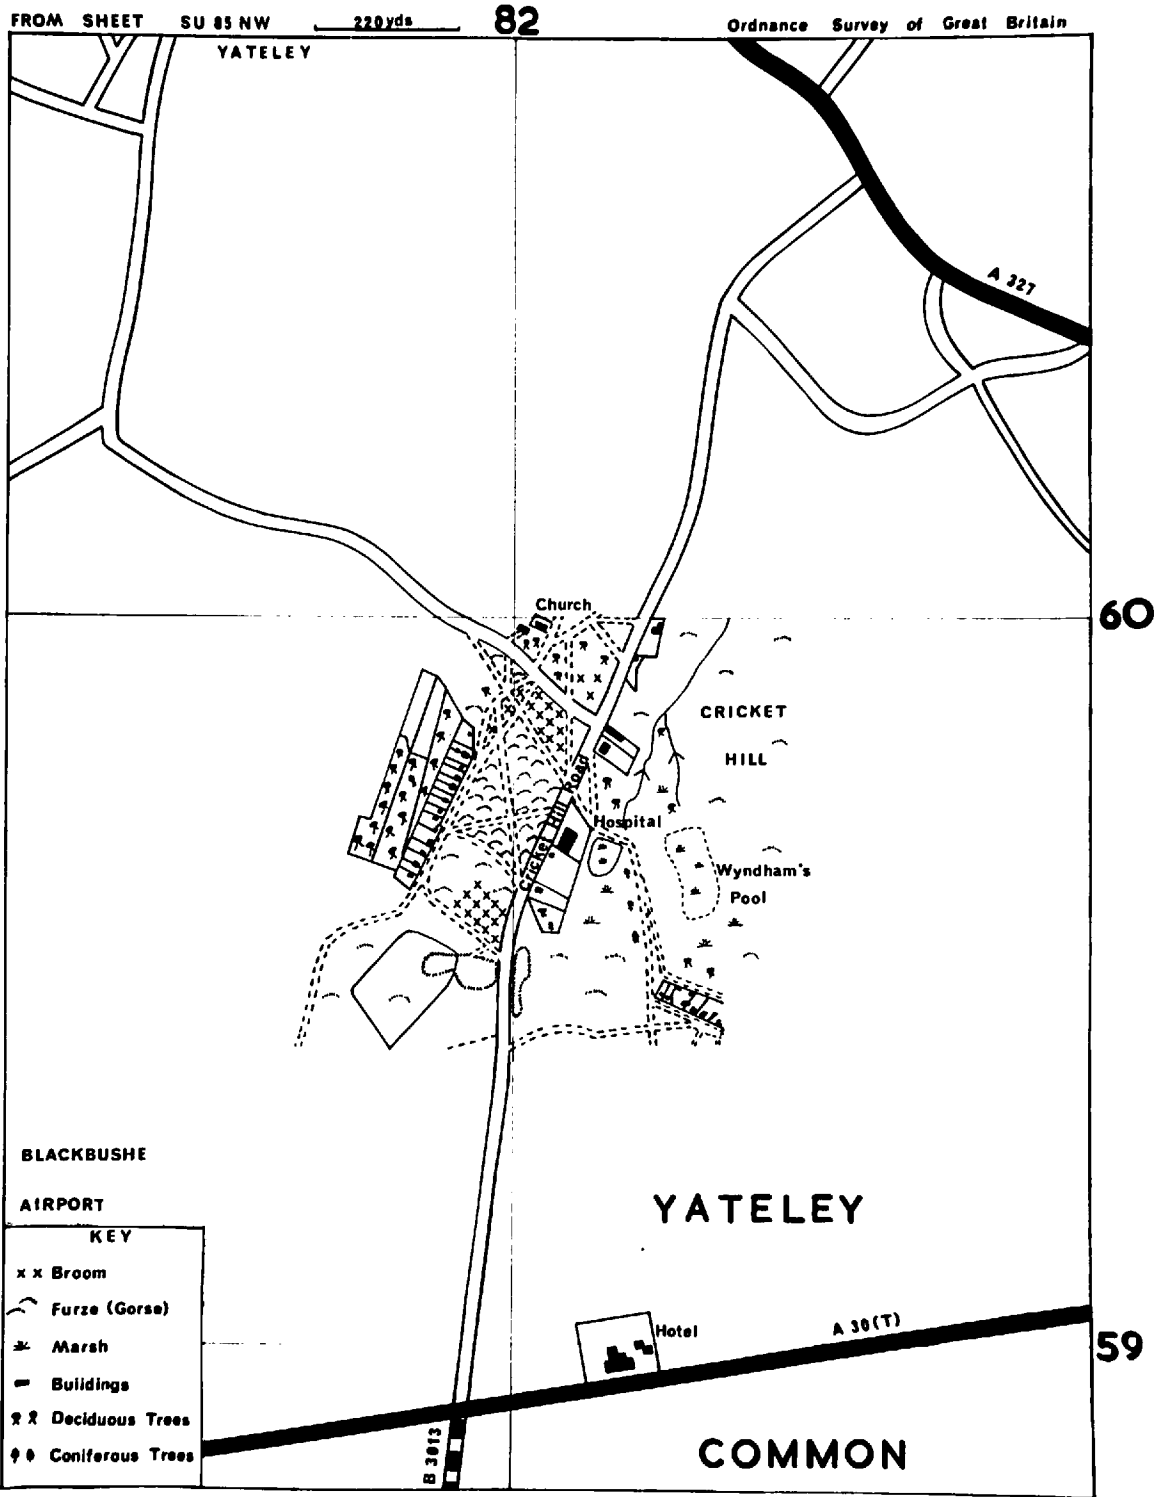 FROM SHEET SU 85 NW 220yds 82 Ordnance Survey of Great Britain
YATELEY
A 327
Church
60
CRICKET
HILL
Cricket Hill Road
Hospital
Wyndham's
Pool
BLACKBUSHE
AIRPORT
YATELEY
KEY
x x Broom
Furze (Gorse)
Marsh
Buildings
Deciduous Trees
Coniferous Trees
Hotel
A 30(T)
59
B 3013
COMMON